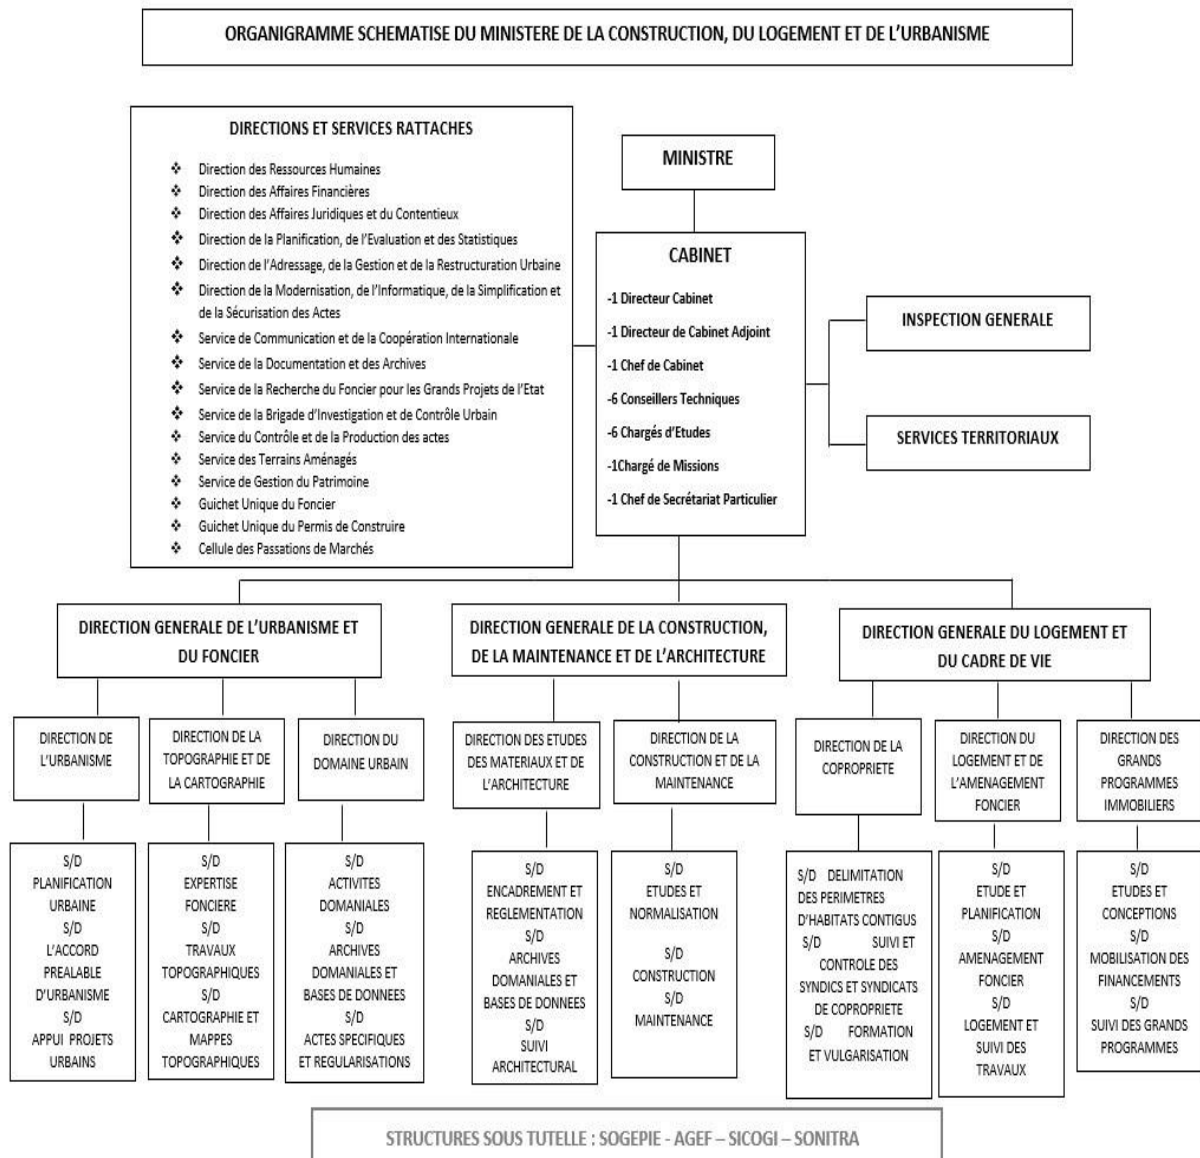 ORGANIGRAMME SCHEMATISE DU MINISTERE DE LA CONSTRUCTION, DU LOGEMENT ET DE L'URBANISME
DIRECTIONS ET SERVICES RATTACHES
❖ Direction des Ressources Humaines
❖ Direction des Affaires Financières
❖ Direction des Affaires Juridiques et du Contentieux
❖ Direction de la Planification, de l'Evaluation et des Statistiques
❖ Direction de l'Adressage, de la Gestion et de la Restructuration Urbaine
❖ Direction de la Modernisation, de l'Informatique, de la Simplification et
de la Sécurisation des Actes
❖ Service de Communication et de la Coopération Internationale
❖ Service de la Documentation et des Archives
❖ Service de la Recherche du Foncier pour les Grands Projets de l'Etat
❖ Service de la Brigade d'Investigation et de Contrôle Urbain
❖ Service du Contrôle et de la Production des actes
❖ Service des Terrains Aménagés
❖ Service de Gestion du Patrimoine
❖ Guichet Unique du Foncier
❖ Guichet Unique du Permis de Construire
❖ Cellule des Passations de Marchés
MINISTRE
CABINET
-1 Directeur Cabinet
-1 Directeur de Cabinet Adjoint
-1 Chef de Cabinet
-6 Conseillers Techniques
-6 Chargés d'Etudes
-1Chargé de Missions
-1 Chef de Secrétariat Particulier
INSPECTION GENERALE
SERVICES TERRITORIAUX
DIRECTION GENERALE DE L'URBANISME ET
DU FONCIER
DIRECTION GENERALE DE LA CONSTRUCTION,
DE LA MAINTENANCE ET DE L'ARCHITECTURE
DIRECTION GENERALE DU LOGEMENT ET
DU CADRE DE VIE
DIRECTION DE
L'URBANISME
DIRECTION DE LA
TOPOGRAPHIE ET DE
LA CARTOGRAPHIE
DIRECTION DU
DOMAINE URBAIN
DIRECTION DES ETUDES
DES MATERIAUX ET DE
L'ARCHITECTURE
DIRECTION DE LA
CONSTRUCTION ET DE LA
MAINTENANCE
DIRECTION DE LA
COPROPRIETE
DIRECTION DU
LOGEMENT ET DE
L'AMENAGEMENT
FONCIER
DIRECTION DES
GRANDS
PROGRAMMES
IMMOBILIERS
S/D
PLANIFICATION
URBAINE
S/D
L'ACCORD
PREALABLE
D'URBANISME
S/D
APPUI PROJETS
URBAINS
S/D
EXPERTISE
FONCIERE
S/D
TRAVAUX
TOPOGRAPHIQUES
S/D
CARTOGRAPHIE ET
MAPPES
TOPOGRAPHIQUES
S/D
ACTIVITES
DOMANIALES
S/D
ARCHIVES
DOMANIALES ET
BASES DE DONNEES
S/D
ACTES SPECIFIQUES
ET REGULARISATIONS
S/D
ENCADREMENT ET
REGLEMENTATION
S/D
ARCHIVES
DOMANIALES ET
BASES DE DONNEES
S/D
SUIVI
ARCHITECTURAL
S/D
ETUDES ET
NORMALISATION
S/D
CONSTRUCTION
S/D
MAINTENANCE
S/D DELIMITATION
DES PERIMETRES
D'HABITATS CONTIGUS
S/D SUIVI ET
CONTROLE DES
SYNDICS ET SYNDICATS
DE COPROPRIETE
S/D FORMATION
ET VULGARISATION
S/D
ETUDE ET
PLANIFICATION
S/D
AMENAGEMENT
FONCIER
S/D
LOGEMENT ET
SUIVI DES
TRAVAUX
S/D
ETUDES ET
CONCEPTIONS
S/D
MOBILISATION DES
FINANCEMENTS
S/D
SUIVI DES GRANDS
PROGRAMMES
STRUCTURES SOUS TUTELLE : SOGEPIE - AGEF – SICOGI – SONITRA